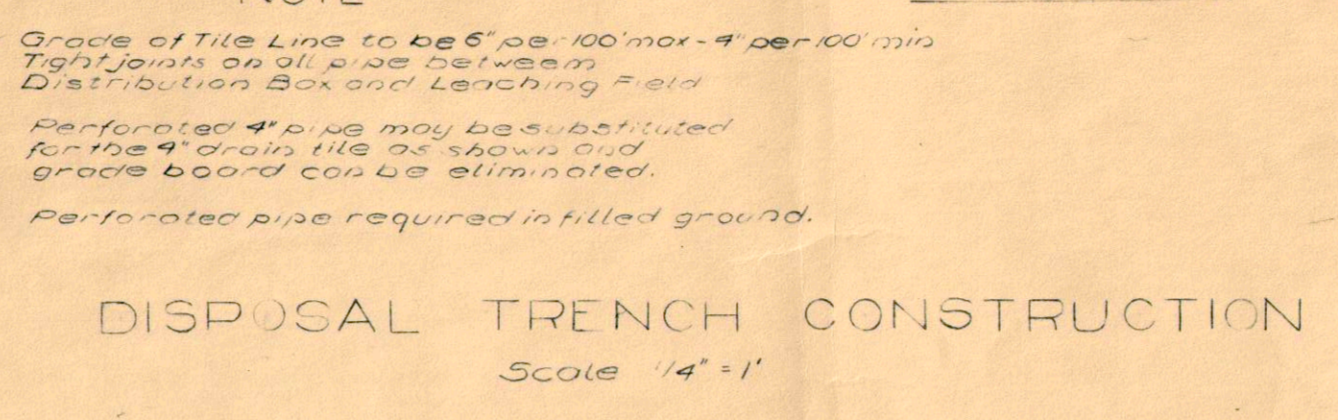 NOTE
Grade of Tile Line to be 6" per 100' max - 4" per 100' min
Tight joints on all pipe between
Distribution Box and Leaching Field
Perforated 4" pipe may be substituted
for the 4" drain tile as shown and
grade board can be eliminated.
Perforated pipe required in filled ground.
DISPOSAL TRENCH CONSTRUCTION
Scale 1/4" = 1'